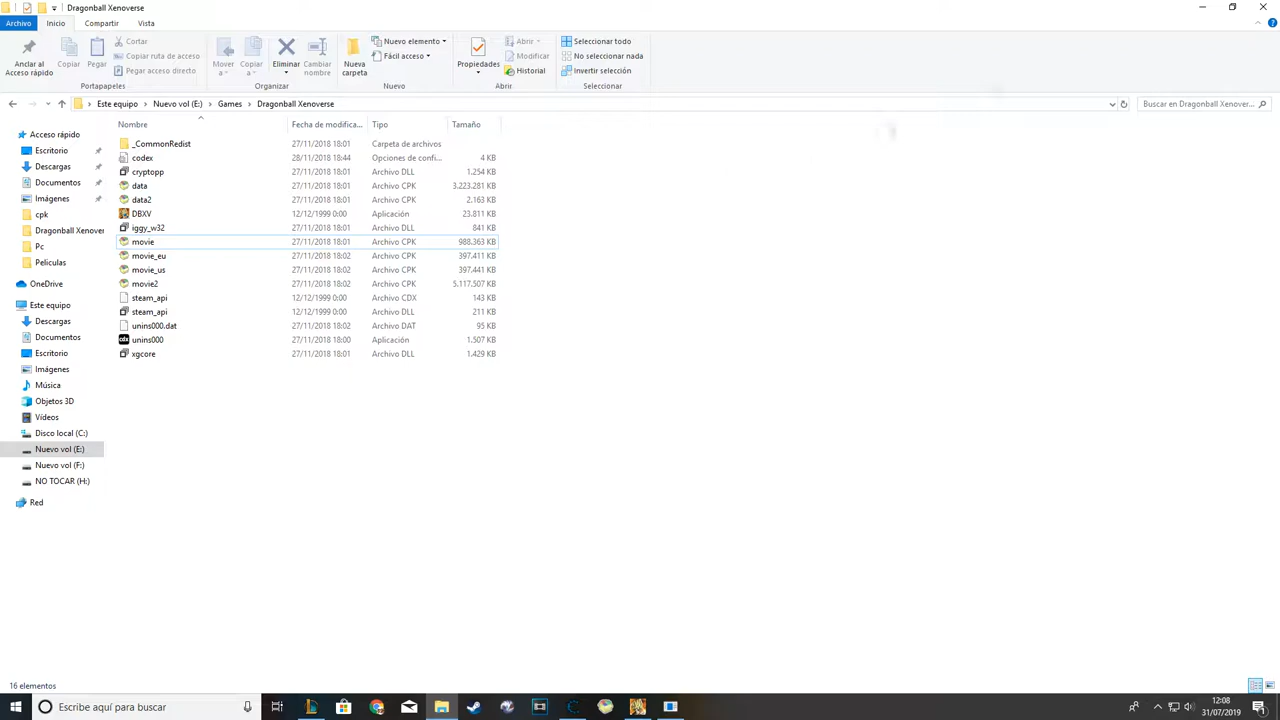 Dragonball Xenoverse
Archivo Inicio Compartir Vista
Anclar al Acceso rápido
Copiar
Pegar
Cortar
Copiar ruta de acceso
Pegar acceso directo
Portapapeles
Mover a
Copiar a
Eliminar
Cambiar nombre
Organizar
Nueva carpeta
Nuevo elemento
Fácil acceso
Nuevo
Propiedades
Abrir
Modificar
Historial
Abrir
Seleccionar todo
No seleccionar nada
Invertir selección
Seleccionar
Este equipo > Nuevo vol (E:) > Games > Dragonball Xenoverse
Buscar en Dragonball Xenover...
Acceso rápido
Escritorio
Descargas
Documentos
Imágenes
cpk
Dragonball Xenover
Pc
Películas
OneDrive
Este equipo
Descargas
Documentos
Escritorio
Imágenes
Música
Objetos 3D
Vídeos
Disco local (C:)
Nuevo vol (E:)
Nuevo vol (F:)
NO TOCAR (H:)
Red
Nombre Fecha de modifica... Tipo Tamaño
_CommonRedist 27/11/2018 18:01 Carpeta de archivos
codex 28/11/2018 18:44 Opciones de confi... 4 KB
cryptopp 27/11/2018 18:01 Archivo DLL 1.254 KB
data 27/11/2018 18:01 Archivo CPK 3.223.281 KB
data2 27/11/2018 18:01 Archivo CPK 2.163 KB
DBXV 12/12/1999 0:00 Aplicación 23.811 KB
iggy_w32 27/11/2018 18:01 Archivo DLL 841 KB
movie 27/11/2018 18:01 Archivo CPK 988.363 KB
movie_eu 27/11/2018 18:02 Archivo CPK 397.411 KB
movie_us 27/11/2018 18:02 Archivo CPK 397.441 KB
movie2 27/11/2018 18:02 Archivo CPK 5.117.507 KB
steam_api 12/12/1999 0:00 Archivo CDX 143 KB
steam_api 12/12/1999 0:00 Archivo DLL 211 KB
unins000.dat 27/11/2018 18:02 Archivo DAT 95 KB
unins000 27/11/2018 18:00 Aplicación 1.507 KB
xgcore 27/11/2018 18:01 Archivo DLL 1.429 KB
16 elementos
Escribe aquí para buscar
12:08
31/07/2019